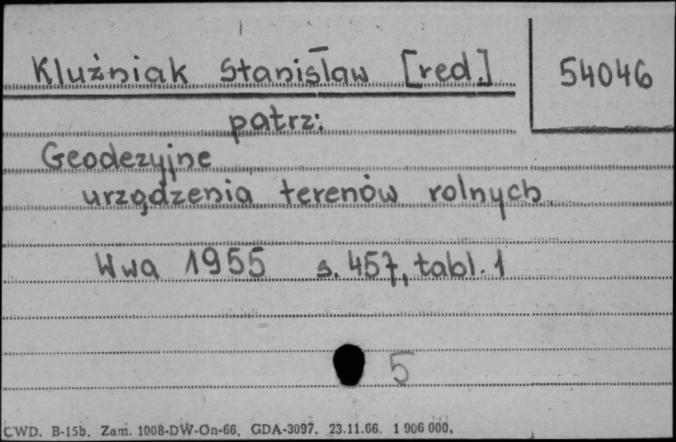 Kluźniak Stanisław [red.] 54046
patrz:
Geodezyjne
urządzenia terenów rolnych
Wwa 1955 s. 457, tabl. 1
5
CWD. B-15b. Zam. 1008-DW-On-66. GDA-3097. 23.11.66. 1 906 000.